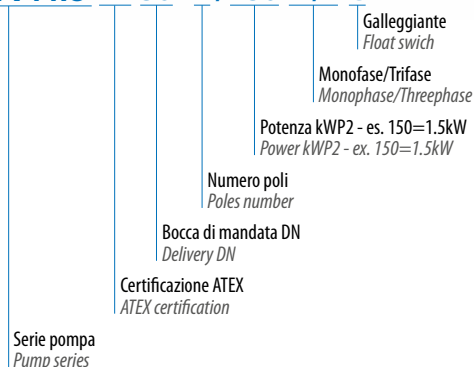 Galleggiante
Float swich
Monofase/Trifase
Monophase/Threephase
Potenza kWP2 - es. 150=1.5kW
Power kWP2 - ex. 150=1.5kW
Numero poli
Poles number
Bocca di mandata DN
Delivery DN
Certificazione ATEX
ATEX certification
Serie pompa
Pump series